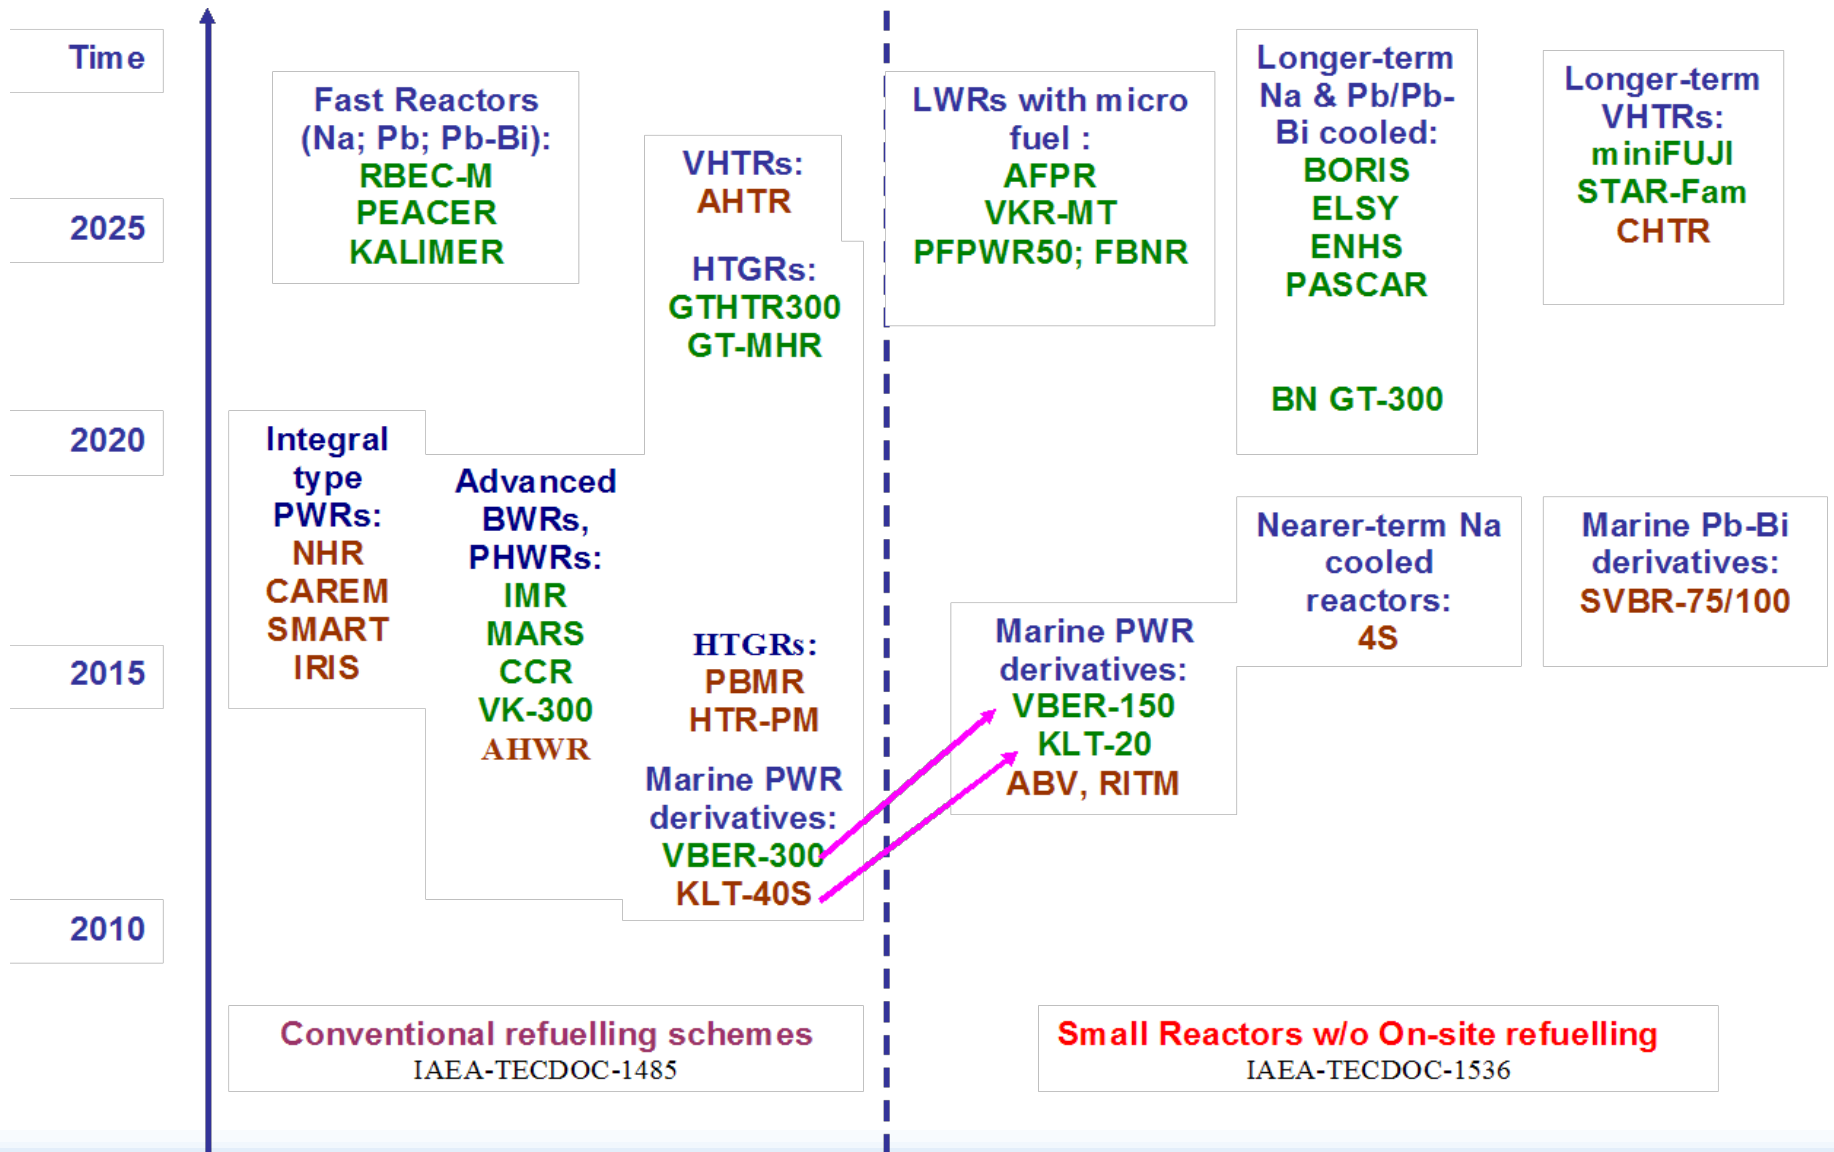 Time
2025
2020
2015
2010
Fast Reactors
(Na; Pb; Pb-Bi):
RBEC-M
PEACER
KALIMER
VHTRs:
AHTR
HTGRs:
GTHTR300
GT-MHR
Integral
type
PWRs:
NHR
CAREM
SMART
IRIS
Advanced
BWRs,
PHWRs:
IMR
MARS
CCR
VK-300
AHWR
HTGRs:
PBMR
HTR-PM
Marine PWR
derivatives:
VBER-300
KLT-40S
Conventional refuelling schemes
IAEA-TECDOC-1485
LWRs with micro
fuel :
AFPR
VKR-MT
PFPWR50; FBNR
Longer-term
Na & Pb/Pb-
Bi cooled:
BORIS
ELSY
ENHS
PASCAR
BN GT-300
Longer-term
VHTRs:
miniFUJI
STAR-Fam
CHTR
Marine PWR
derivatives:
VBER-150
KLT-20
ABV, RITM
Nearer-term Na
cooled
reactors:
4S
Marine Pb-Bi
derivatives:
SVBR-75/100
Small Reactors w/o On-site refuelling
IAEA-TECDOC-1536